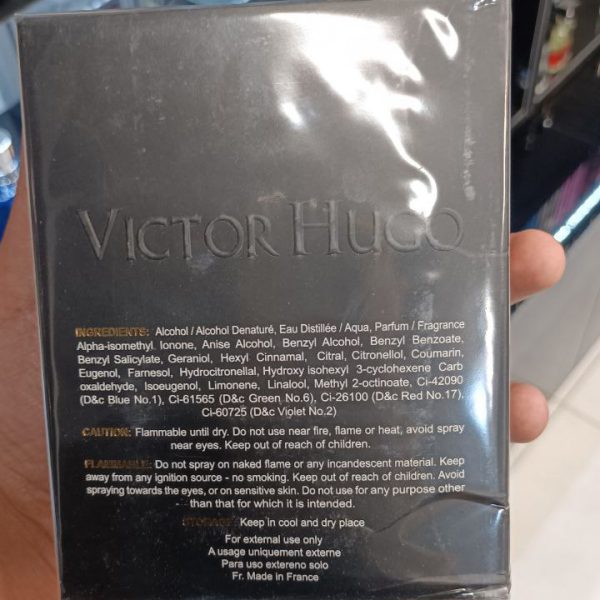 VICTOR HUGO
INGREDIENTS: Alcohol / Alcohol Denaturé, Eau Distillée / Aqua, Parfum / Fragrance
Alpha-isomethyl. Ionone, Anise Alcohol, Benzyl Alcohol, Benzyl Benzoate,
Benzyl Salicylate, Geraniol, Hexyl Cinnamal, Citral, Citronellol, Coumarin,
Eugenol, Farnesol, Hydrocitronellal, Hydroxy isohexyl 3-cyclohexene Carb
oxaldehyde, Isoeugenol, Limonene, Linalool, Methyl 2-octinoate, Ci-42090
(D&c Blue No.1), Ci-61565 (D&c Green No.6), Ci-26100 (D&c Red No.17),
Ci-60725 (D&c Violet No.2)
CAUTION: Flammable until dry. Do not use near fire, flame or heat, avoid spray
near eyes. Keep out of reach of children.
FLAMMABLE: Do not spray on naked flame or any incandescent material. Keep
away from any ignition source - no smoking. Keep out of reach of children. Avoid
spraying towards the eyes, or on sensitive skin. Do not use for any purpose other
than that for which it is intended.
STORAGE: Keep in cool and dry place
For external use only
A usage uniquement externe
Para uso extereno solo
Fr. Made in France